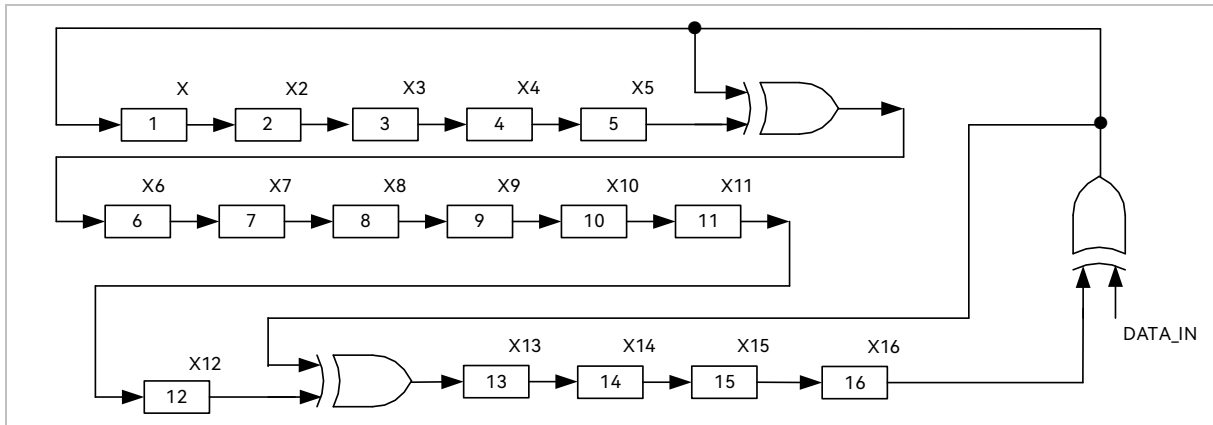 X X2 X3 X4 X5
1 2 3 4 5
X6 X7 X8 X9 X10 X11
6 7 8 9 10 11
DATA_IN
X12 X13 X14 X15 X16
12 13 14 15 16